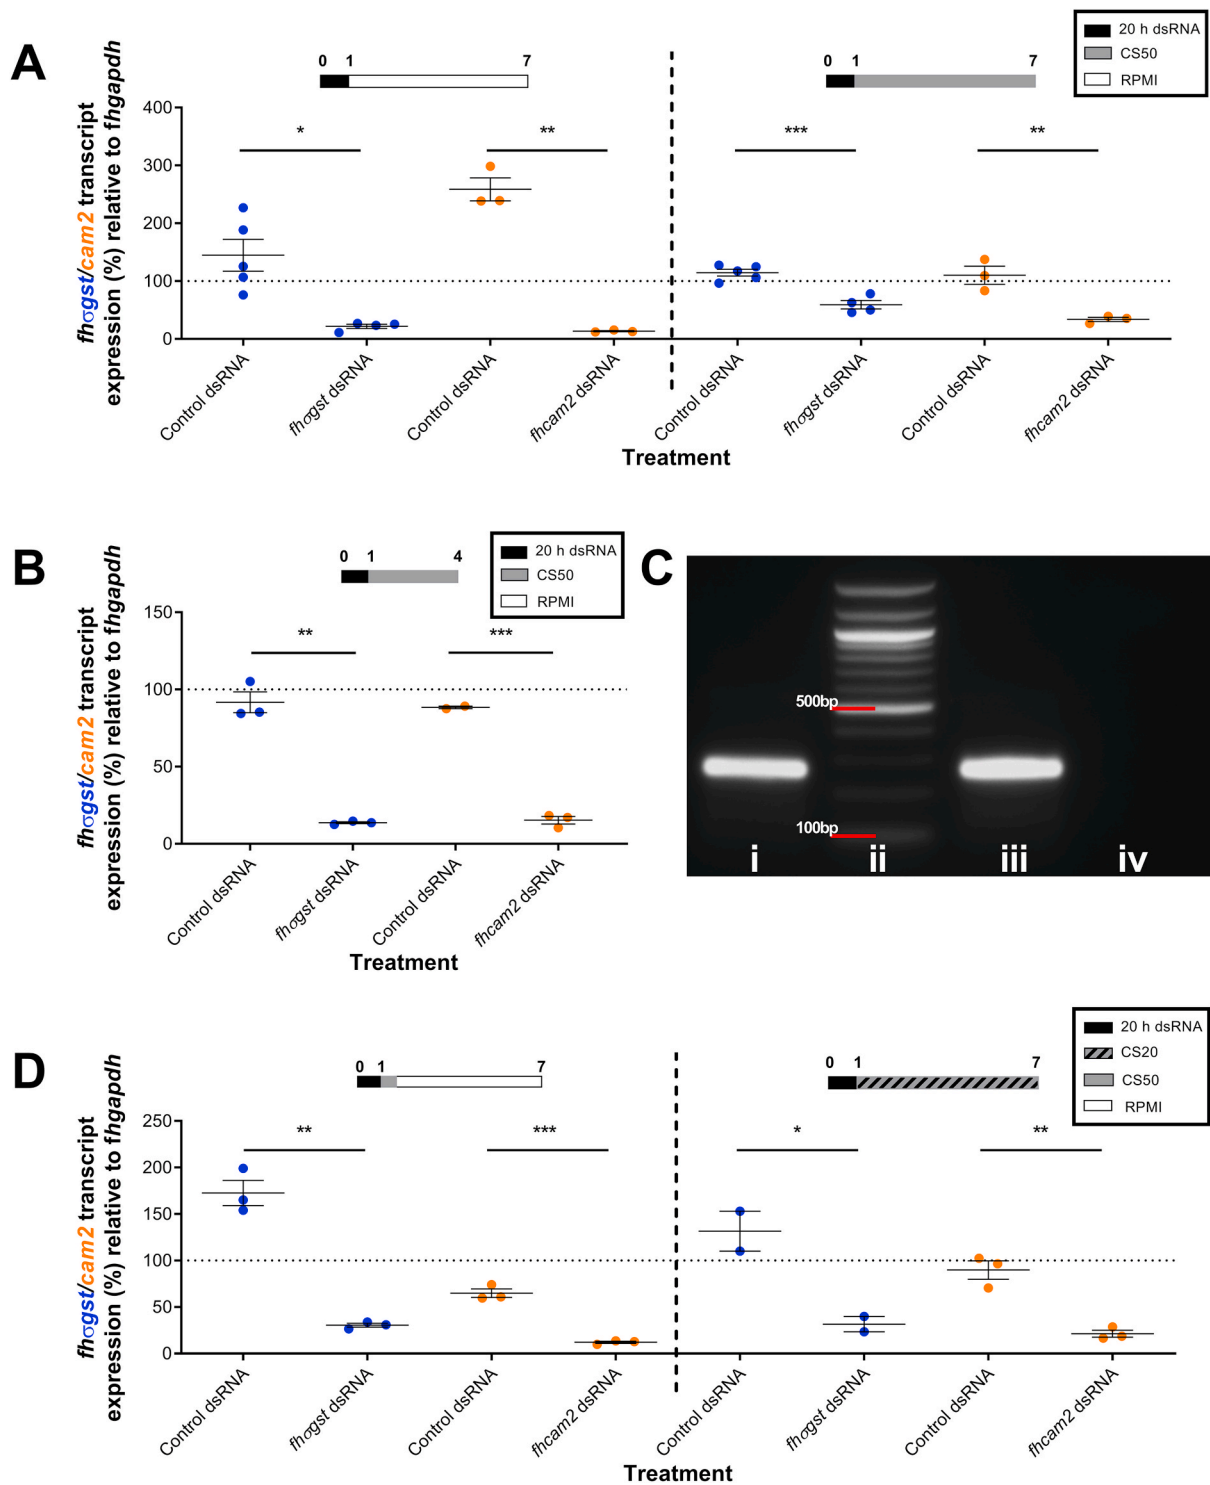 A
0 1 7
0 1 7
20 h dsRNA
CS50
RPMI
fhσgst/cam2 transcript
expression (%) relative to fhgapdh
400
300
200
100
0
*
**
***
**
Control dsRNA
fhσgst dsRNA
Control dsRNA
fhcam2 dsRNA
Control dsRNA
fhσgst dsRNA
Control dsRNA
fhcam2 dsRNA
Treatment
B
0 1 4
20 h dsRNA
CS50
RPMI
fhσgst/cam2 transcript
expression (%) relative to fhgapdh
150
100
50
0
**
***
Control dsRNA
fhσgst dsRNA
Control dsRNA
fhcam2 dsRNA
Treatment
C
500bp
100bp
i ii iii iv
D
0 1 7
0 1 7
20 h dsRNA
CS20
CS50
RPMI
fhσgst/cam2 transcript
expression (%) relative to fhgapdh
250
200
150
100
50
0
**
***
*
**
Control dsRNA
fhσgst dsRNA
Control dsRNA
fhcam2 dsRNA
Control dsRNA
fhσgst dsRNA
Control dsRNA
fhcam2 dsRNA
Treatment